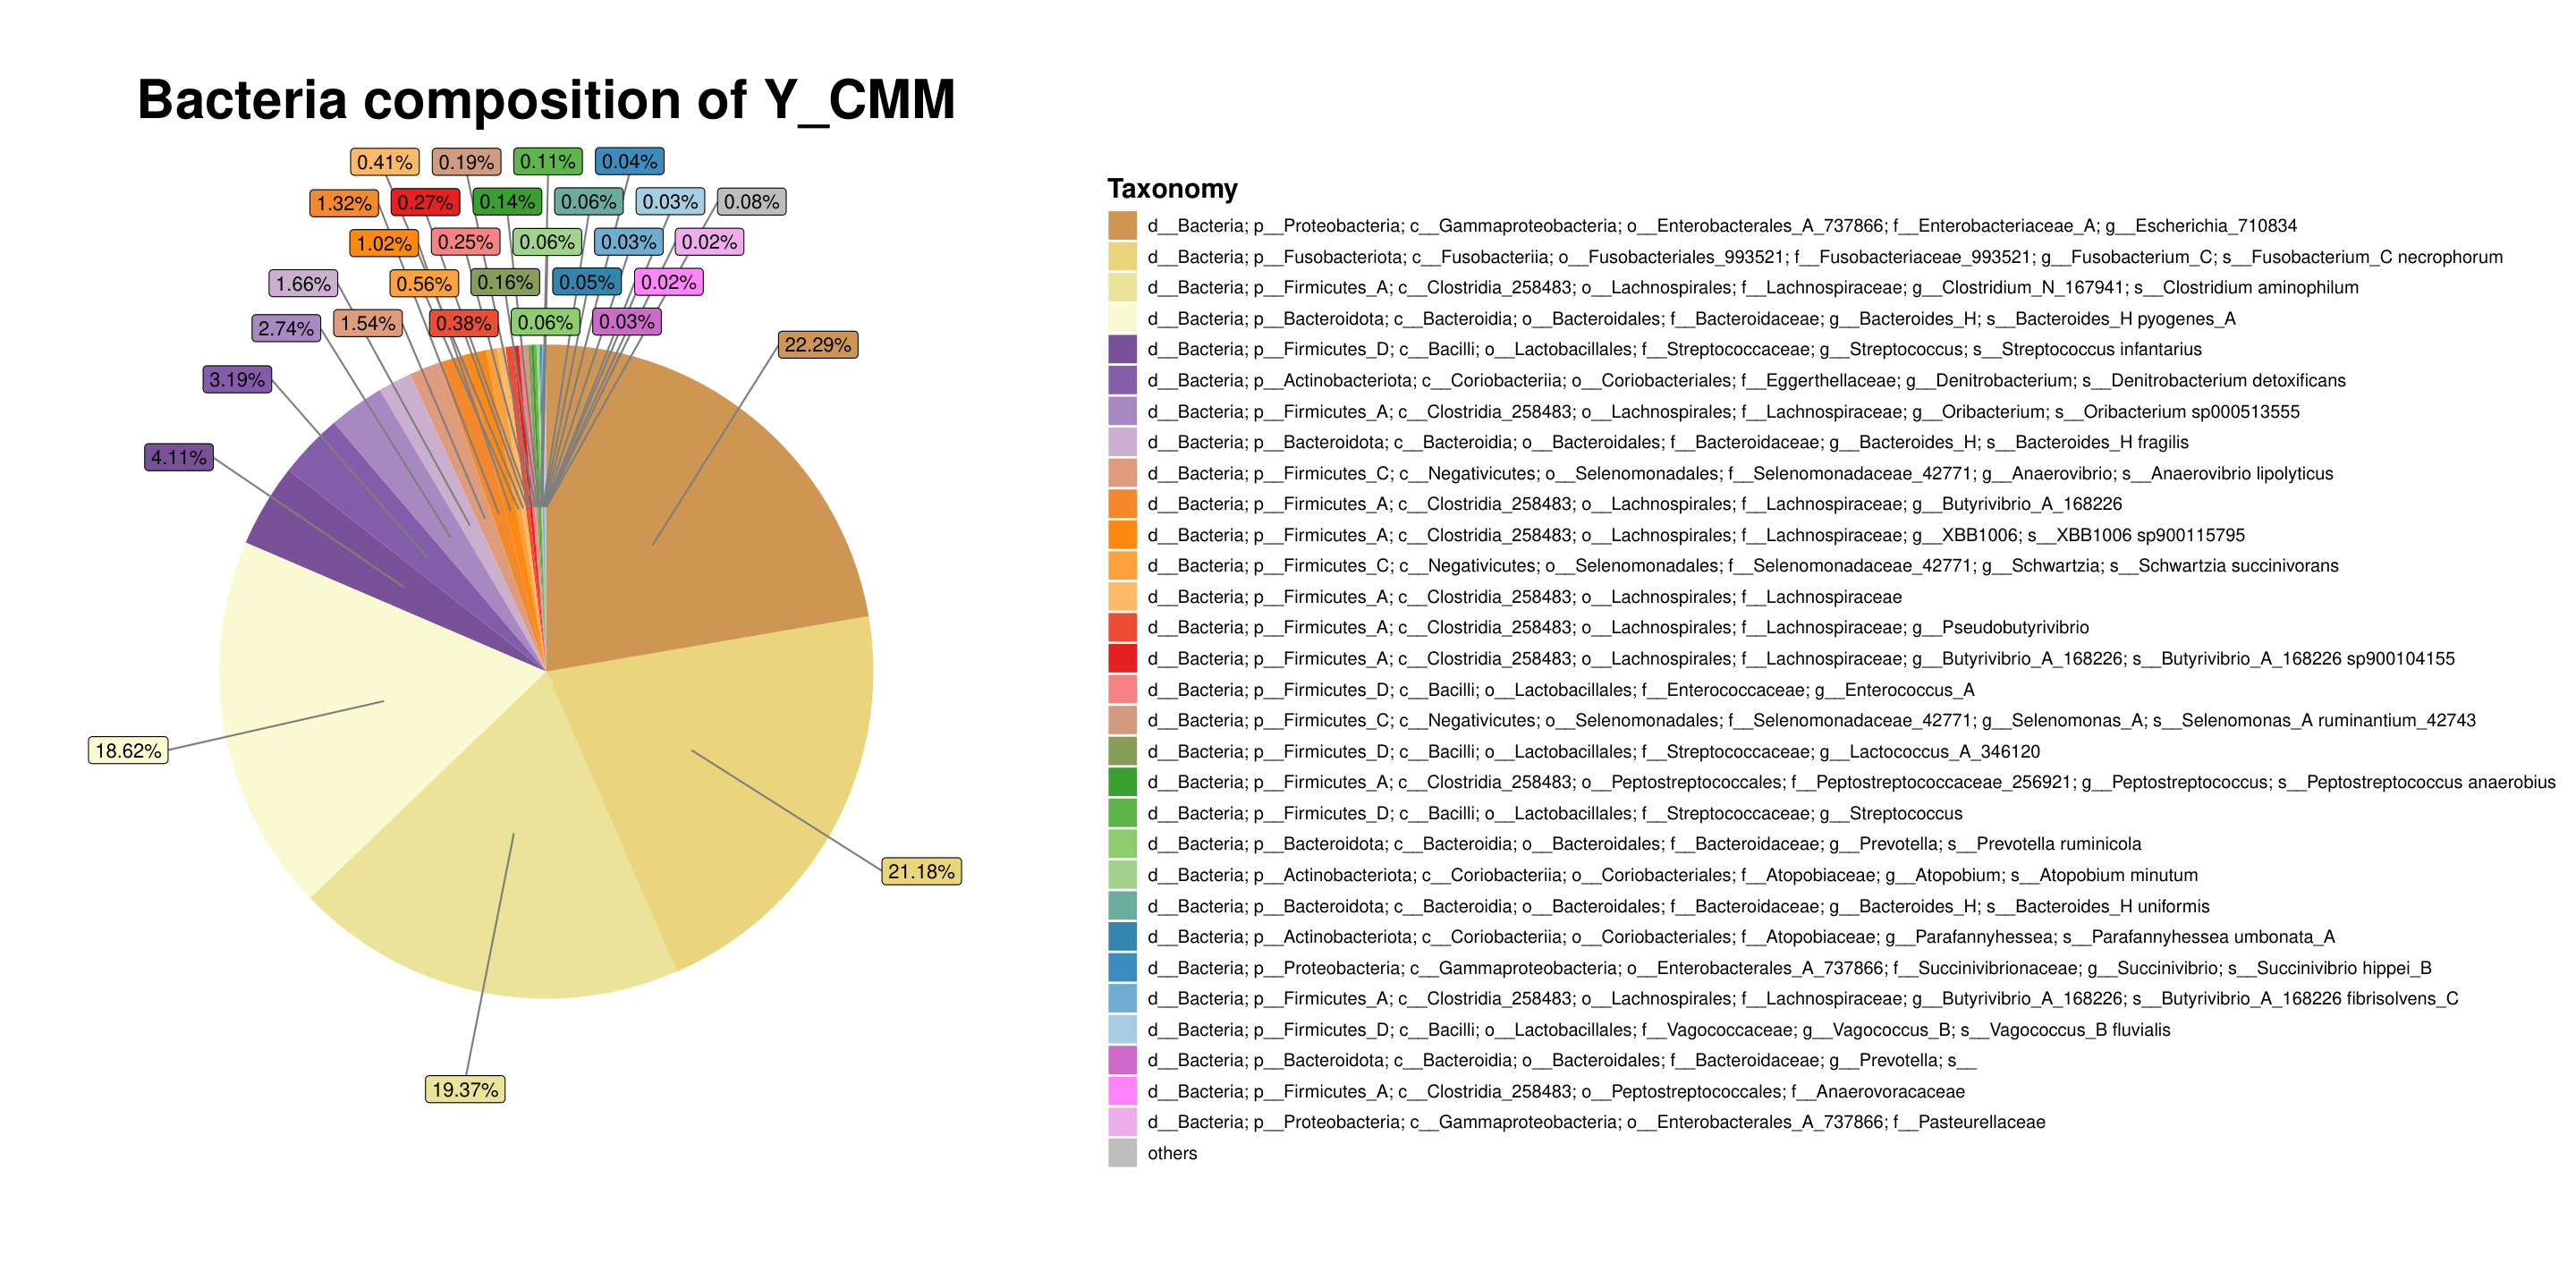 Bacteria composition of Y_CMM
0.41% 0.19% 0.11% 0.04%
1.32% 0.27% 0.14% 0.06% 0.03% 0.08%
1.02% 0.25% 0.06% 0.03% 0.02%
1.66% 0.56% 0.16% 0.05% 0.02%
2.74% 1.54% 0.38% 0.06% 0.03%
22.29%
3.19%
4.11%
18.62%
21.18%
19.37%
Taxonomy
d__Bacteria; p__Proteobacteria; c__Gammaproteobacteria; o__Enterobacterales_A_737866; f__Enterobacteriaceae_A; g__Escherichia_710834
d__Bacteria; p__Fusobacteriota; c__Fusobacteriia; o__Fusobacteriales_993521; f__Fusobacteriaceae_993521; g__Fusobacterium_C; s__Fusobacterium_C necrophorum
d__Bacteria; p__Firmicutes_A; c__Clostridia_258483; o__Lachnospirales; f__Lachnospiraceae; g__Clostridium_N_167941; s__Clostridium aminophilum
d__Bacteria; p__Bacteroidota; c__Bacteroidia; o__Bacteroidales; f__Bacteroidaceae; g__Bacteroides_H; s__Bacteroides_H pyogenes_A
d__Bacteria; p__Firmicutes_D; c__Bacilli; o__Lactobacillales; f__Streptococcaceae; g__Streptococcus; s__Streptococcus infantarius
d__Bacteria; p__Actinobacteriota; c__Coriobacteriia; o__Coriobacteriales; f__Eggerthellaceae; g__Denitrobacterium; s__Denitrobacterium detoxificans
d__Bacteria; p__Firmicutes_A; c__Clostridia_258483; o__Lachnospirales; f__Lachnospiraceae; g__Oribacterium; s__Oribacterium sp000513555
d__Bacteria; p__Bacteroidota; c__Bacteroidia; o__Bacteroidales; f__Bacteroidaceae; g__Bacteroides_H; s__Bacteroides_H fragilis
d__Bacteria; p__Firmicutes_C; c__Negativicutes; o__Selenomonadales; f__Selenomonadaceae_42771; g__Anaerovibrio; s__Anaerovibrio lipolyticus
d__Bacteria; p__Firmicutes_A; c__Clostridia_258483; o__Lachnospirales; f__Lachnospiraceae; g__Butyrivibrio_A_168226
d__Bacteria; p__Firmicutes_A; c__Clostridia_258483; o__Lachnospirales; f__Lachnospiraceae; g__XBB1006; s__XBB1006 sp900115795
d__Bacteria; p__Firmicutes_C; c__Negativicutes; o__Selenomonadales; f__Selenomonadaceae_42771; g__Schwartzia; s__Schwartzia succinivorans
d__Bacteria; p__Firmicutes_A; c__Clostridia_258483; o__Lachnospirales; f__Lachnospiraceae
d__Bacteria; p__Firmicutes_A; c__Clostridia_258483; o__Lachnospirales; f__Lachnospiraceae; g__Pseudobutyrivibrio
d__Bacteria; p__Firmicutes_A; c__Clostridia_258483; o__Lachnospirales; f__Lachnospiraceae; g__Butyrivibrio_A_168226; s__Butyrivibrio_A_168226 sp900104155
d__Bacteria; p__Firmicutes_D; c__Bacilli; o__Lactobacillales; f__Enterococcaceae; g__Enterococcus_A
d__Bacteria; p__Firmicutes_C; c__Negativicutes; o__Selenomonadales; f__Selenomonadaceae_42771; g__Selenomonas_A; s__Selenomonas_A ruminantium_42743
d__Bacteria; p__Firmicutes_D; c__Bacilli; o__Lactobacillales; f__Streptococcaceae; g__Lactococcus_A_346120
d__Bacteria; p__Firmicutes_A; c__Clostridia_258483; o__Peptostreptococcales; f__Peptostreptococcaceae_256921; g__Peptostreptococcus; s__Peptostreptococcus anaerobius
d__Bacteria; p__Firmicutes_D; c__Bacilli; o__Lactobacillales; f__Streptococcaceae; g__Streptococcus
d__Bacteria; p__Bacteroidota; c__Bacteroidia; o__Bacteroidales; f__Bacteroidaceae; g__Prevotella; s__Prevotella ruminicola
d__Bacteria; p__Actinobacteriota; c__Coriobacteriia; o__Coriobacteriales; f__Atopobiaceae; g__Atopobium; s__Atopobium minutum
d__Bacteria; p__Bacteroidota; c__Bacteroidia; o__Bacteroidales; f__Bacteroidaceae; g__Bacteroides_H; s__Bacteroides_H uniformis
d__Bacteria; p__Actinobacteriota; c__Coriobacteriia; o__Coriobacteriales; f__Atopobiaceae; g__Parafannyhessea; s__Parafannyhessea umbonata_A
d__Bacteria; p__Proteobacteria; c__Gammaproteobacteria; o__Enterobacterales_A_737866; f__Succinivibrionaceae; g__Succinivibrio; s__Succinivibrio hippei_B
d__Bacteria; p__Firmicutes_A; c__Clostridia_258483; o__Lachnospirales; f__Lachnospiraceae; g__Butyrivibrio_A_168226; s__Butyrivibrio_A_168226 fibrisolvens_C
d__Bacteria; p__Firmicutes_D; c__Bacilli; o__Lactobacillales; f__Vagococcaceae; g__Vagococcus_B; s__Vagococcus_B fluvialis
d__Bacteria; p__Bacteroidota; c__Bacteroidia; o__Bacteroidales; f__Bacteroidaceae; g__Prevotella; s__
d__Bacteria; p__Firmicutes_A; c__Clostridia_258483; o__Peptostreptococcales; f__Anaerovoracaceae
d__Bacteria; p__Proteobacteria; c__Gammaproteobacteria; o__Enterobacterales_A_737866; f__Pasteurellaceae
others